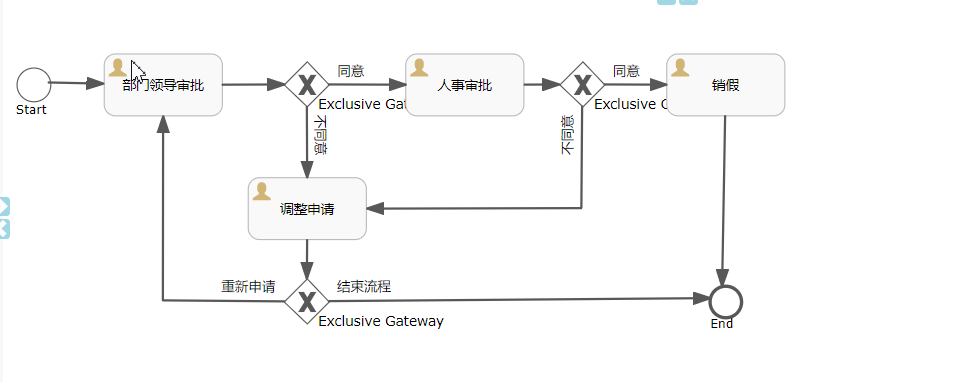 Start
部门领导审批
同意
Exclusive Gat
不同意
人事审批
同意
Exclusive G
不同意
销假
调整申请
重新申请
结束流程
Exclusive Gateway
End